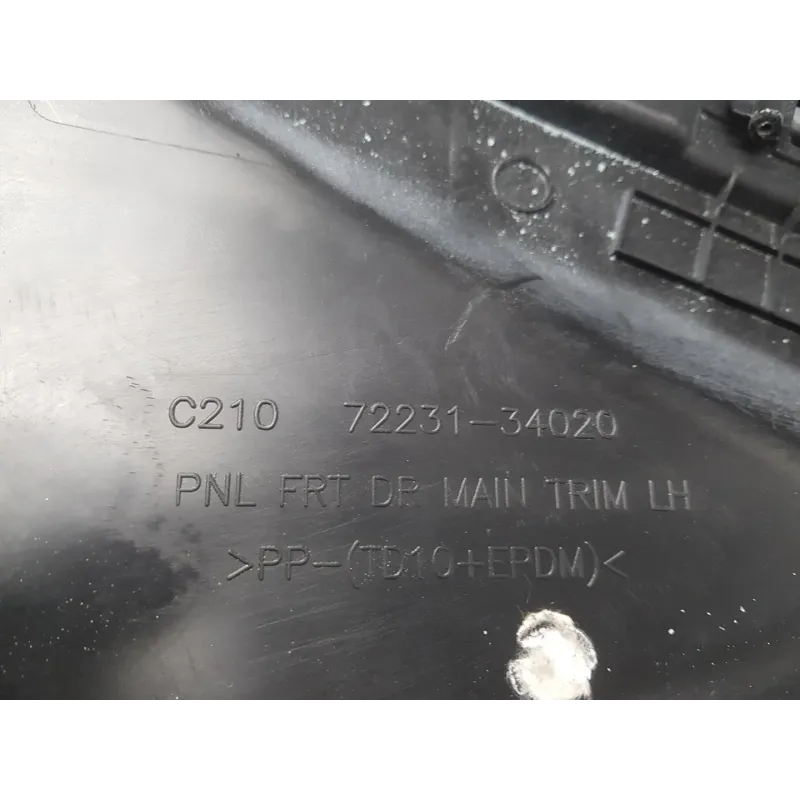 C210 72231-34020
PNL FRT DR MAIN TRIM LH
>PP-(TD10+EPDM)<